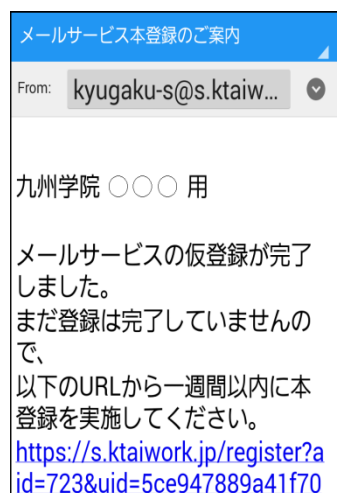 メールサービス本登録のご案内
From: kyugaku-s@s.ktaiw...
九州学院 ○○○ 用
メールサービスの仮登録が完了
しました。
まだ登録は完了していませんの
で、
以下のURLから一週間以内に本
登録を実施してください。
https://s.ktaiwork.jp/register?a
id=723&uid=5ce947889a41f70